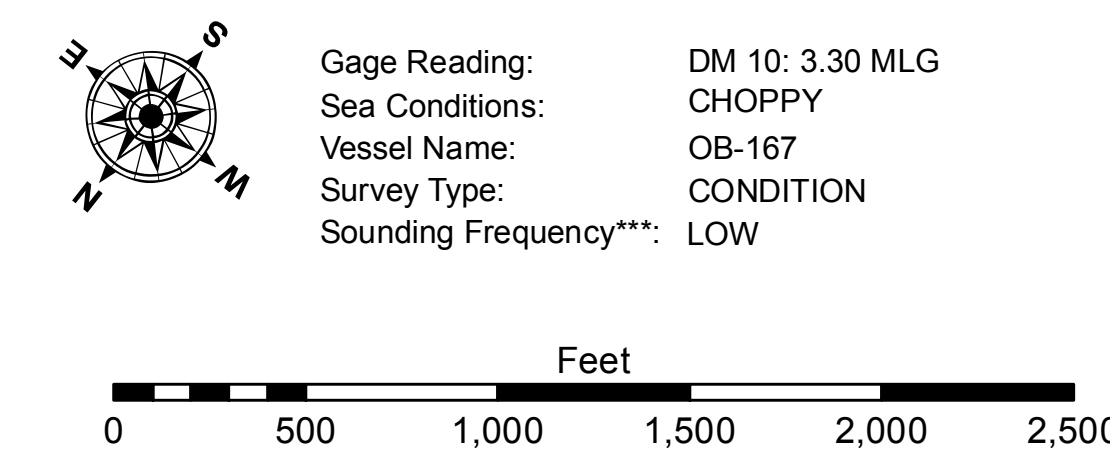 S
E
W
N
Gage Reading: DM 10: 3.30 MLG
Sea Conditions: CHOPPY
Vessel Name: OB-167
Survey Type: CONDITION
Sounding Frequency***: LOW
Feet
0 500 1,000 1,500 2,000 2,500